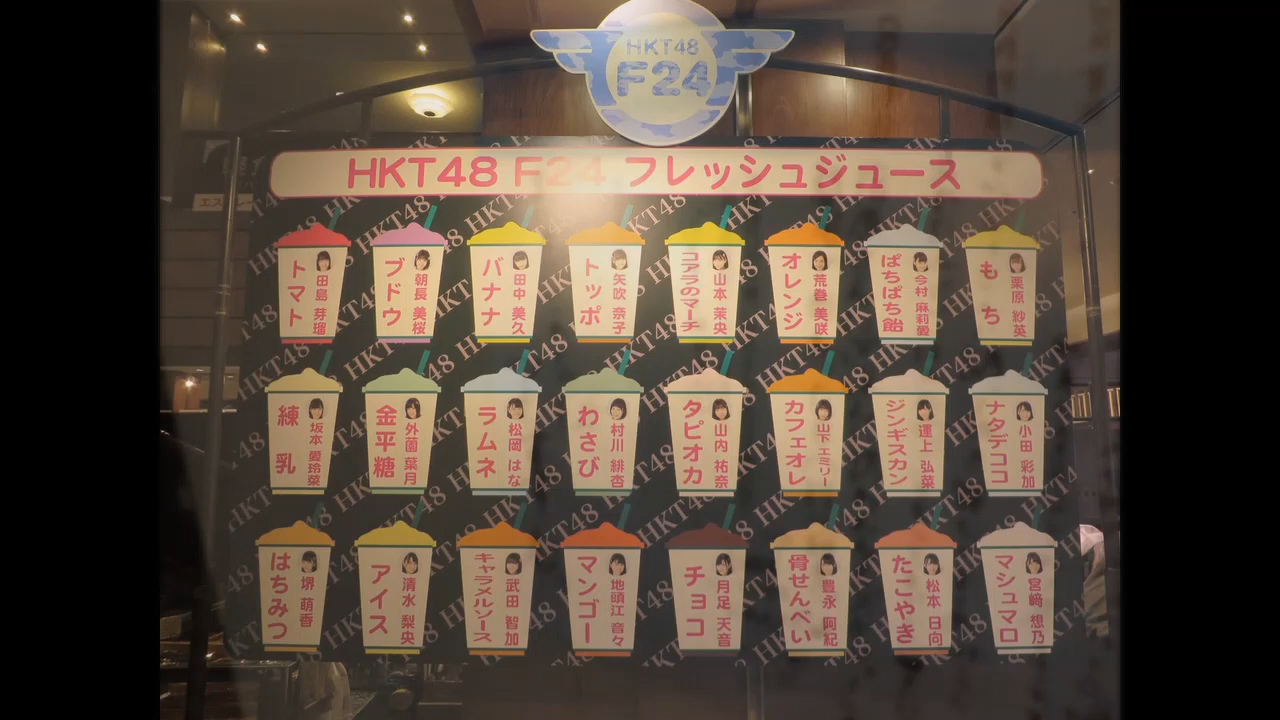 HKT48
F24
HKT48 F24 フレッシュジュース
トマト 田島 芽瑠
ブドウ 朝長 美桜
バナナ 田中 美久
トッポ 矢吹 奈子
コアラのマーチ 山本 茉央
オレンジ 荒巻 美咲
ぱちぱち飴 今村 麻莉愛
もち 栗原 紗英
練乳 坂本 愛玲菜
金平糖 外薗 葉月
ラムネ 松岡 はな
わさび 村川 緋杏
タピオカ 山内 祐奈
カフェオレ 山下 エミリー
ジンギスカン 運上 弘菜
ナタデココ 小田 彩加
はちみつ 堺 萌香
アイス 清水 梨央
キャラメルソース 武田 智加
マンゴー 地頭江 音々
チョコ 月足 天音
骨せんべい 豊永 阿紀
たこやき 松本 日向
マシュマロ 宮﨑 想乃